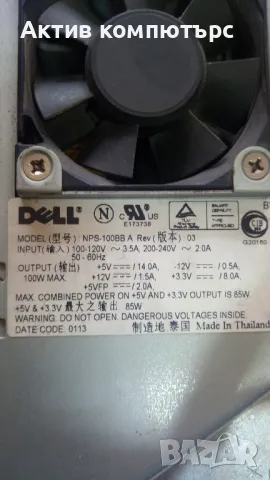 Актив компютърс
DELL N C UL US
E173738
MODEL(型号): NPS-100BB A Rev(版本): 03
INPUT(输入) 100-120V ～3.5A, 200-240V ～ 2.0A
50 - 60Hz
OUTPUT(输出) +5V 14.0A, -12V 0.5A,
100W MAX. +12V 1.5A, +3.3V 8.0A,
+5VFP 2.0A,
MAX. COMBINED POWER ON +5V AND +3.3V OUTPUT IS 85W
+5V & +3.3V 最大之输出 85W
WARNING: DO NOT OPEN. DANGEROUS VOLTAGES INSIDE
DATE CODE: 0113 制造地 泰国 Made In Thailand
bazar